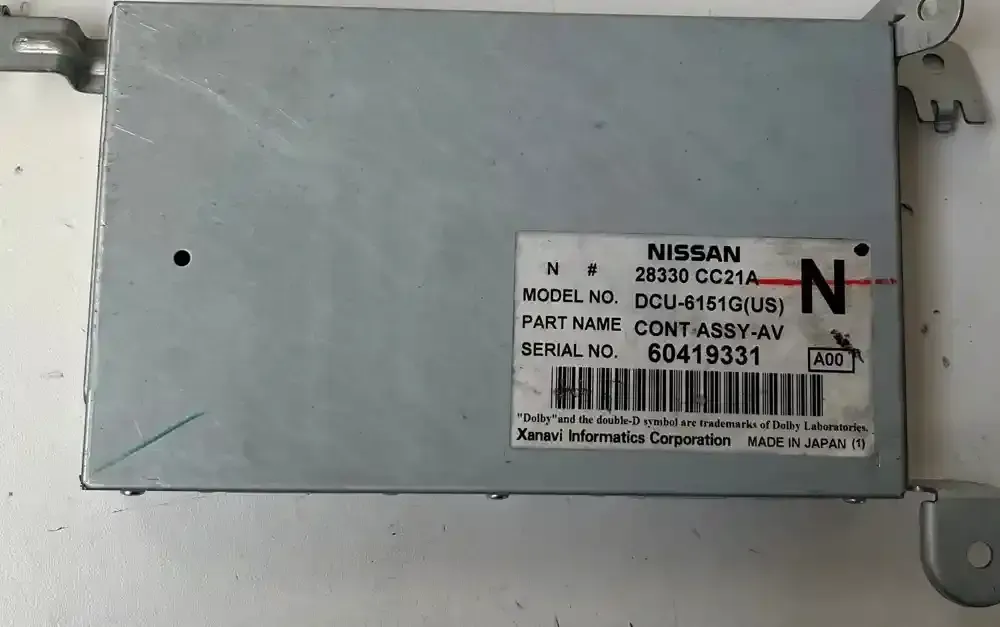 NISSAN
N # 28330 CC21A
N
MODEL NO. DCU-6151G(US)
PART NAME CONT ASSY-AV
SERIAL NO. 60419331
A00
"Dolby"and the double-D symbol are trademarks of Dolby Laboratories.
Xanavi Informatics Corporation MADE IN JAPAN (1)